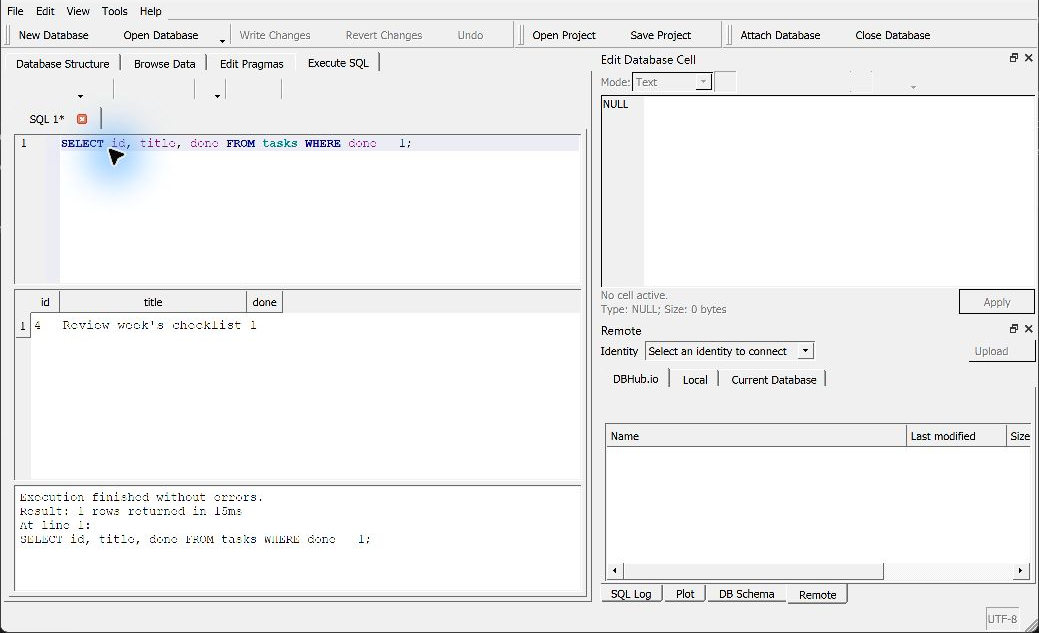 File Edit View Tools Help
New Database Open Database Write Changes Revert Changes Undo Open Project Save Project Attach Database Close Database
Database Structure Browse Data Edit Pragmas Execute SQL
Edit Database Cell
Mode: Text
SQL 1*
NULL
1 SELECT id, title, done FROM tasks WHERE done 1;
No cell active.
Type: NULL; Size: 0 bytes
Apply
id title done
1 4 Review week's checklist 1
Remote
Identity Select an identity to connect Upload
DBHub.io Local Current Database
Name Last modified Size
Execution finished without errors.
Result: 1 rows returned in 15ms
At line 1:
SELECT id, title, done FROM tasks WHERE done 1;
SQL Log Plot DB Schema Remote
UTF-8